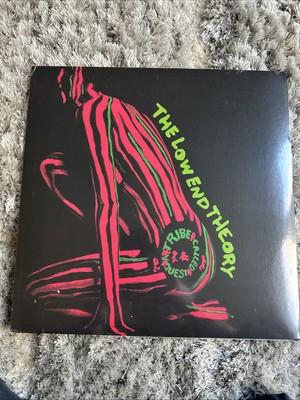 THE LOW END THEORY
A TRIBE CALLED QUEST